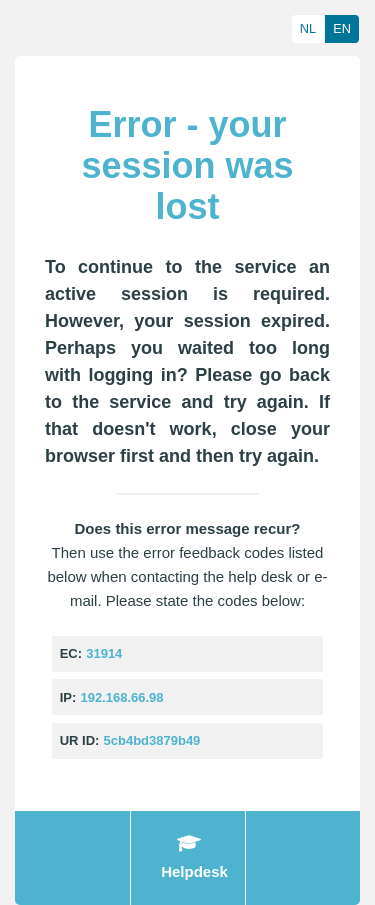 NL EN
Error - your
session was
lost
To continue to the service an
active session is required.
However, your session expired.
Perhaps you waited too long
with logging in? Please go back
to the service and try again. If
that doesn't work, close your
browser first and then try again.
Does this error message recur?
Then use the error feedback codes listed
below when contacting the help desk or e-
mail. Please state the codes below:
EC: 31914
IP: 192.168.66.98
UR ID: 5cb4bd3879b49
Helpdesk